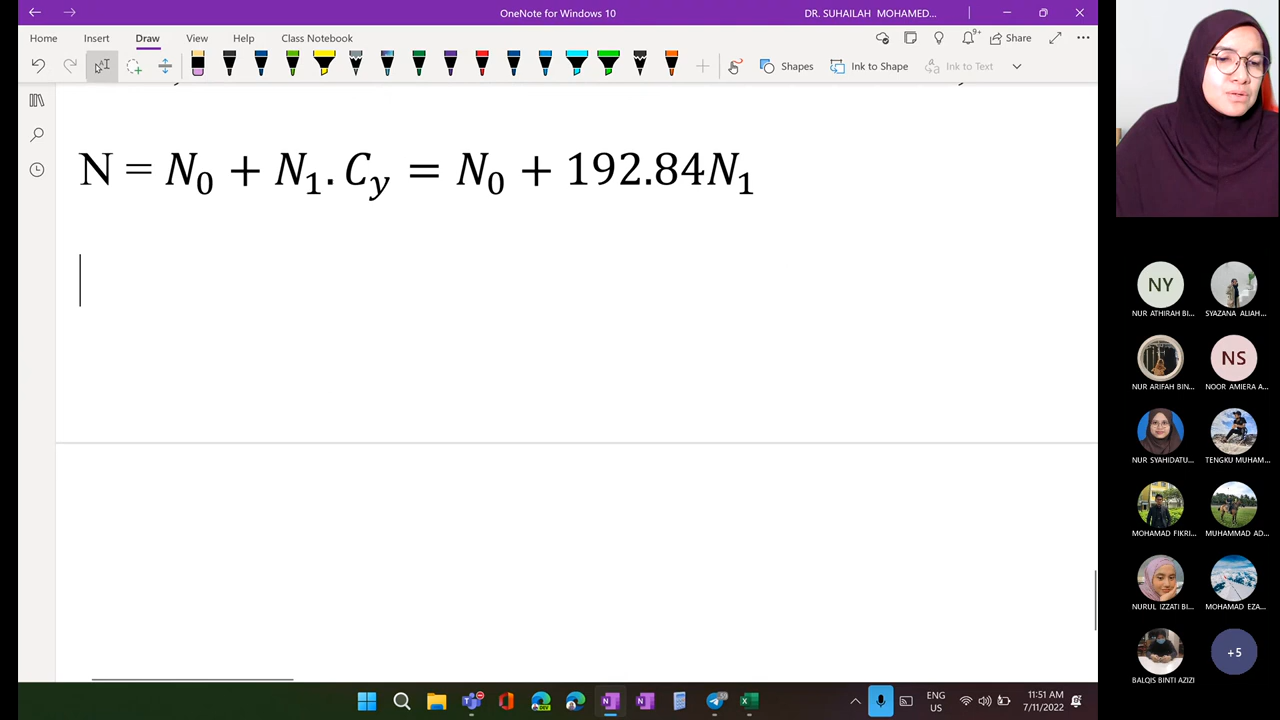 OneNote for Windows 10
DR. SUHAILAH MOHAMED...
Home Insert Draw View Help Class Notebook
9+ Share
Shapes Ink to Shape Ink to Text
N = N₀ + N₁. Cᵧ = N₀ + 192.84N₁
NY
NUR ATHIRAH BI... SYAZANA ALIAH...
NS
NUR ARIFAH BIN... NOOR AMIERA A...
NUR SYAHIDATU... TENGKU MUHAM...
MOHAMAD FIKRI... MUHAMMAD AD...
NURUL IZZATI BI... MOHAMAD EZA...
+5
BALQIS BINTI AZIZI
ENG
US
11:51 AM
7/11/2022